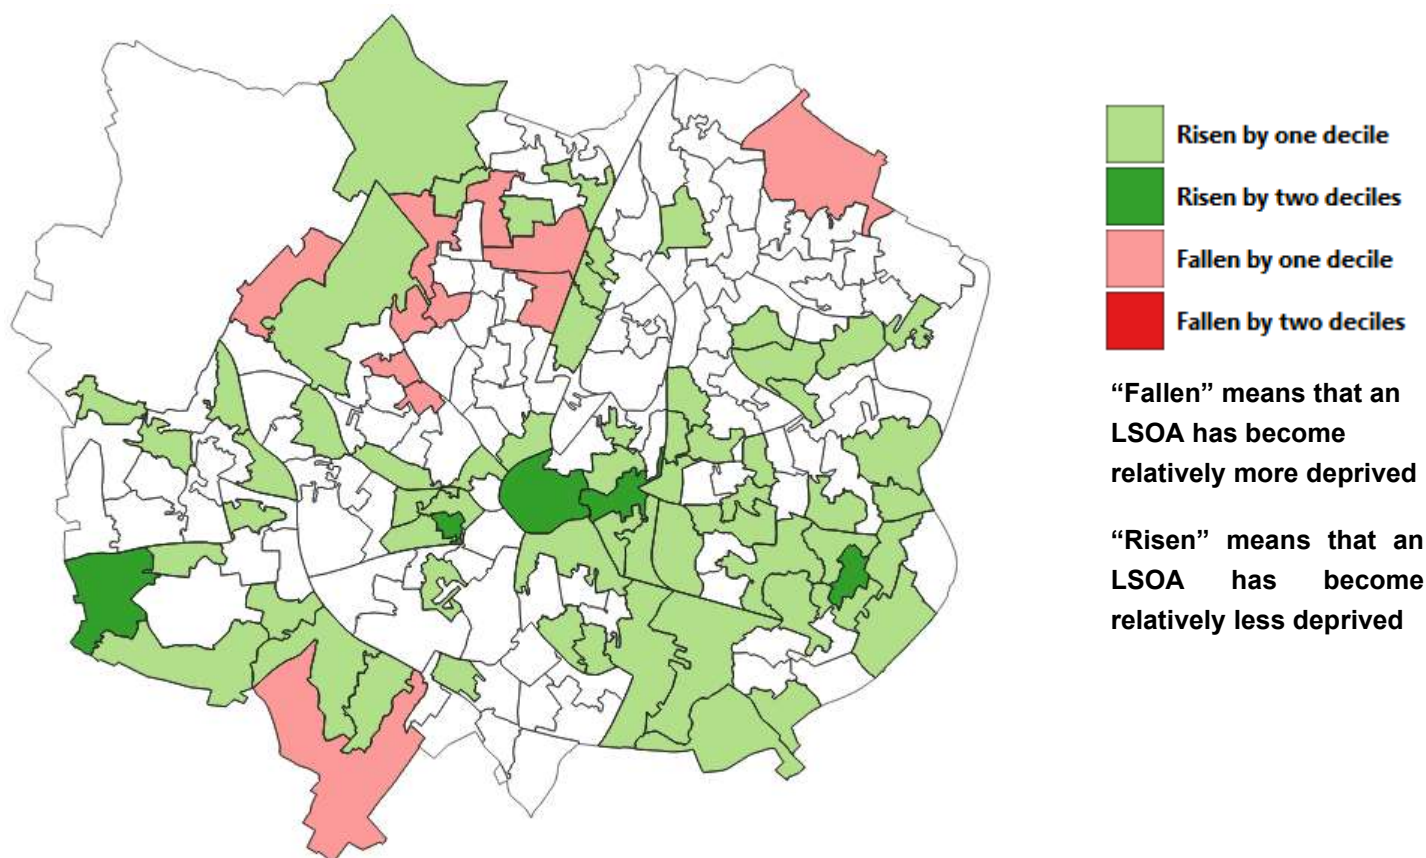 Risen by one decile
Risen by two deciles
Fallen by one decile
Fallen by two deciles
“Fallen” means that an
LSOA has become
relatively more deprived
“Risen” means that an
LSOA has become
relatively less deprived